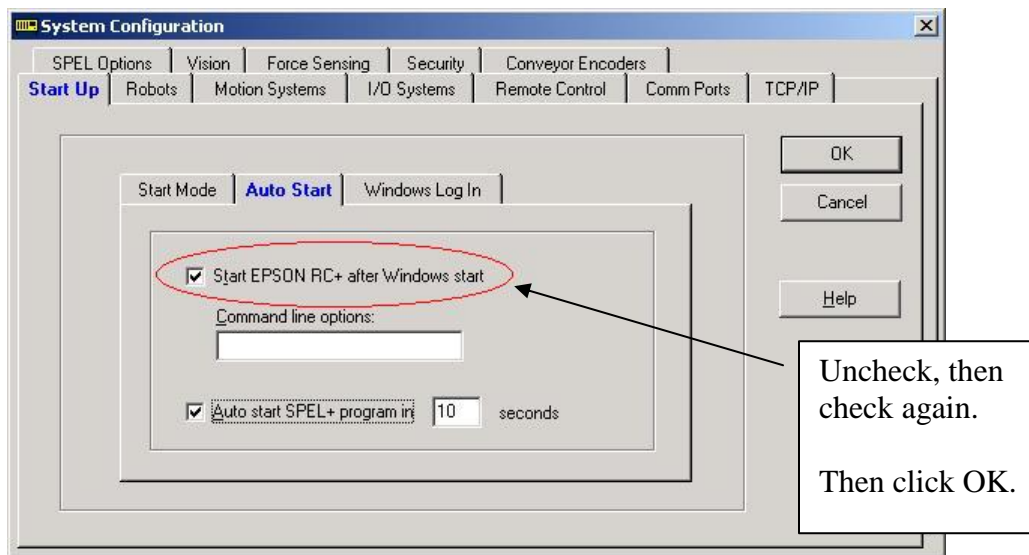 System Configuration
SPEL Options Vision Force Sensing Security Conveyor Encoders
Start Up Robots Motion Systems I/O Systems Remote Control Comm Ports TCP/IP
OK
Cancel
Help
Start Mode Auto Start Windows Log In
Start EPSON RC+ after Windows start
Command line options:
Auto start SPEL+ program in 10 seconds
Uncheck, then
check again.
Then click OK.